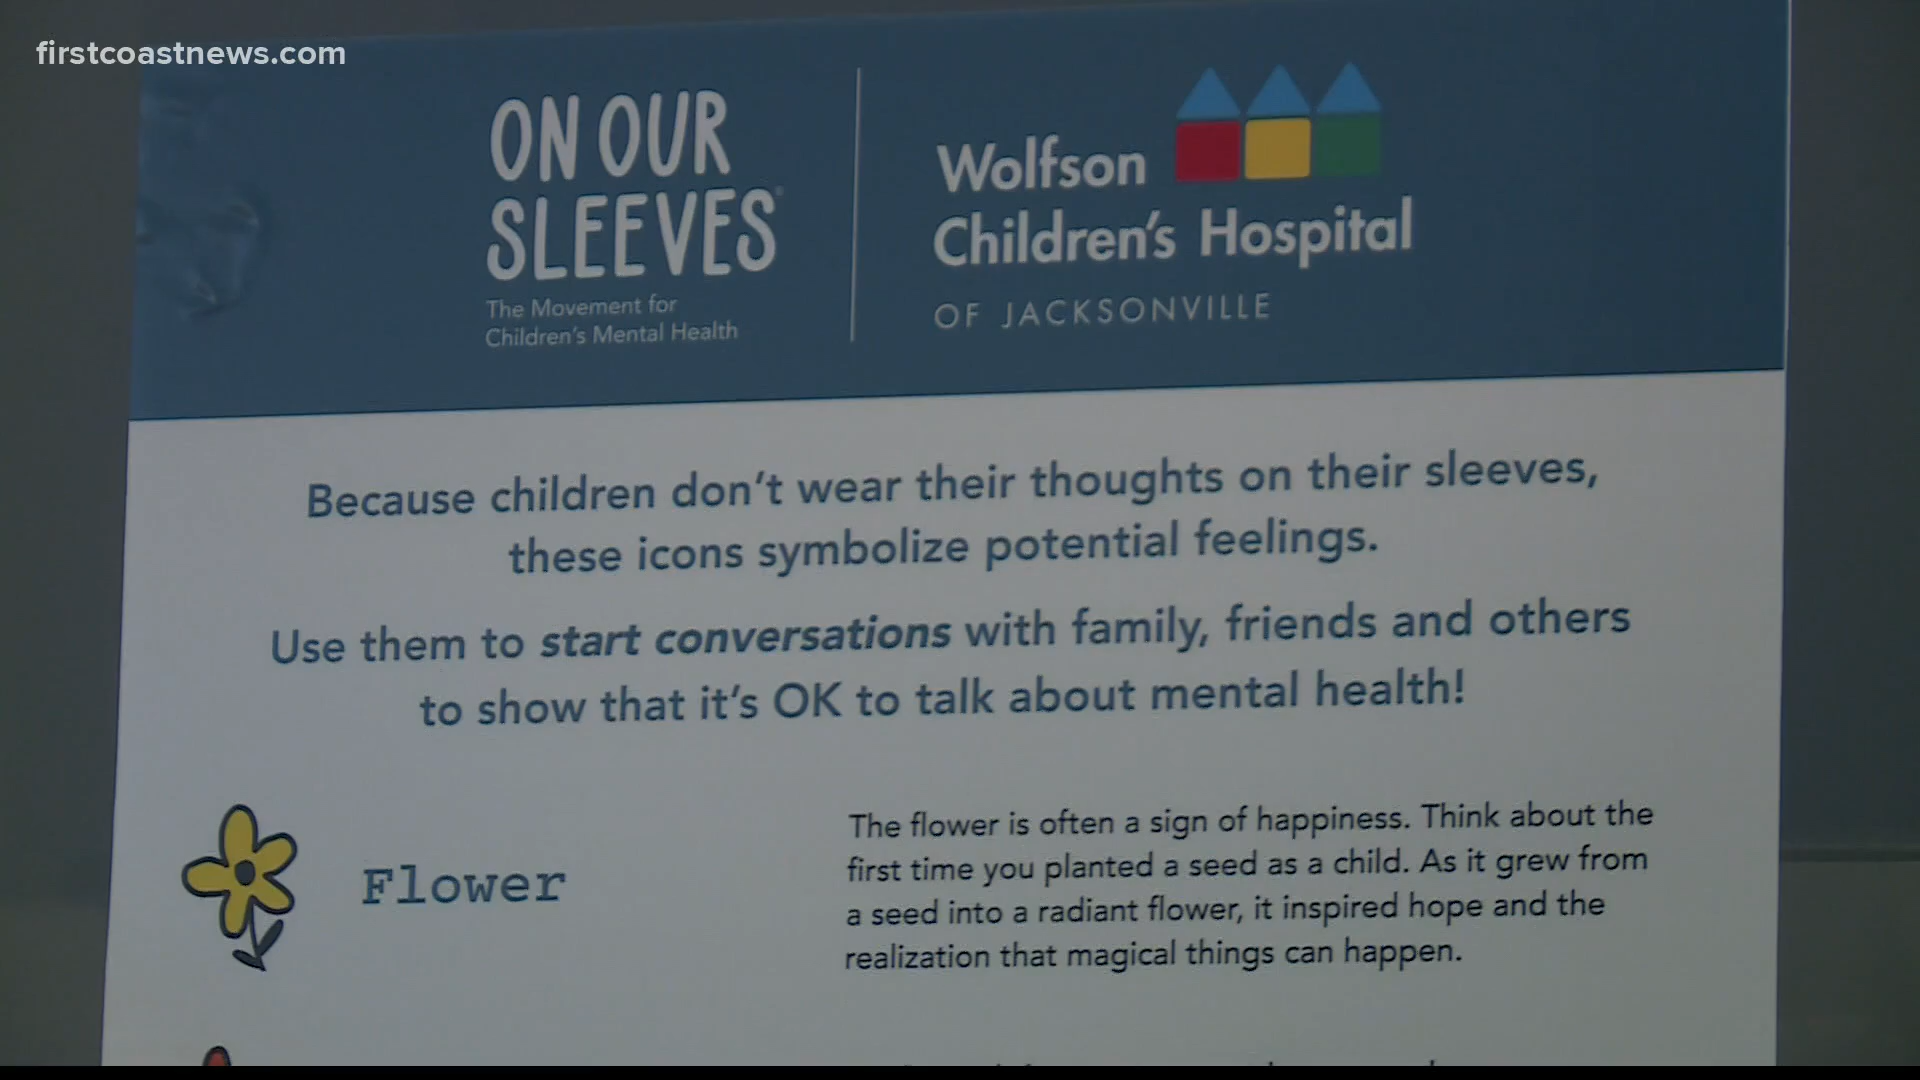 firstcoastnews.com
ON OUR
SLEEVES®
The Movement for
Children's Mental Health
Wolfson
Children's Hospital
OF JACKSONVILLE
Because children don't wear their thoughts on their sleeves,
these icons symbolize potential feelings.
Use them to start conversations with family, friends and others
to show that it's OK to talk about mental health!
Flower
The flower is often a sign of happiness. Think about the
first time you planted a seed as a child. As it grew from
a seed into a radiant flower, it inspired hope and the
realization that magical things can happen.